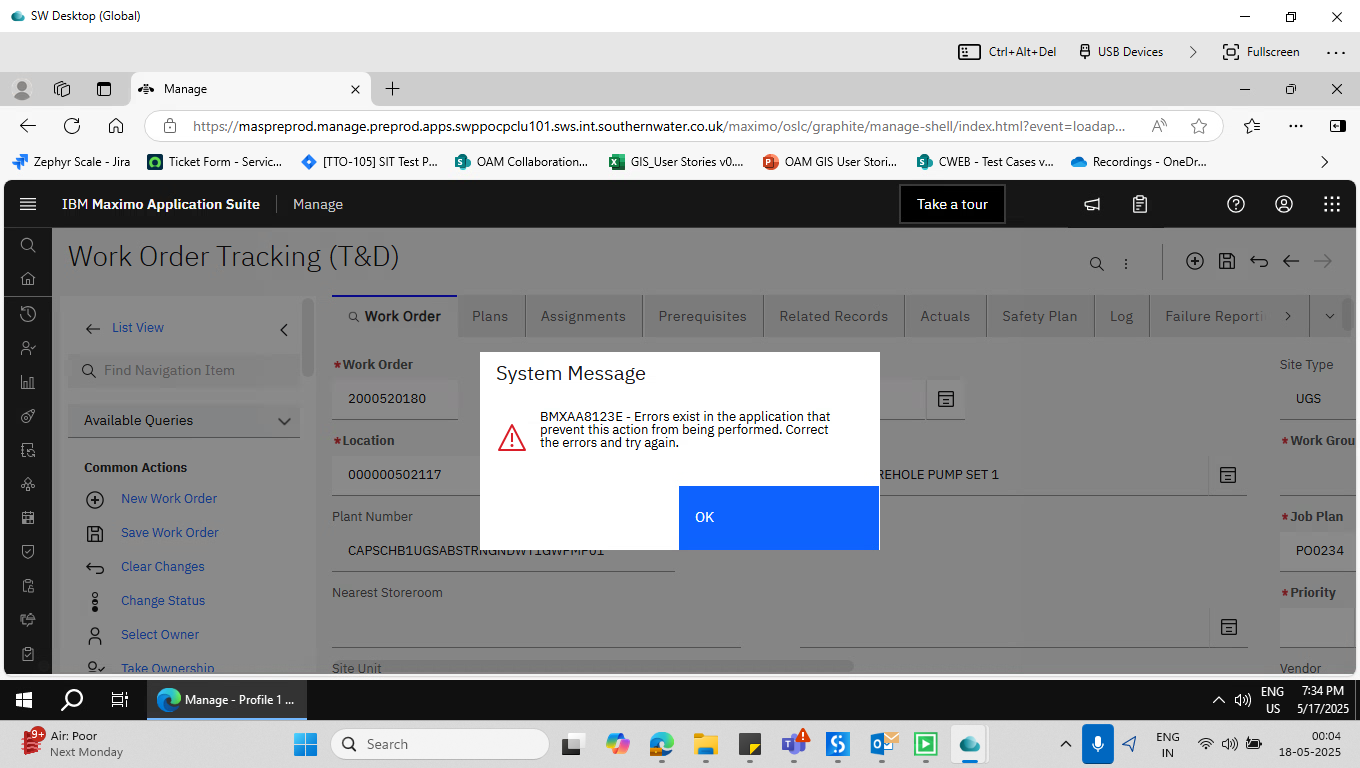 SW Desktop (Global)
Ctrl+Alt+Del
USB Devices
Fullscreen
Manage
https://maspreprod.manage.preprod.apps.swppocpclu101.sws.int.southernwater.co.uk/maximo/oslc/graphite/manage-shell/index.html?event=loadap...
Zephyr Scale - Jira
Ticket Form - Servic...
[TTO-105] SIT Test P...
OAM Collaboration...
GIS_User Stories v0....
OAM GIS User Stori...
CWEB - Test Cases v...
Recordings - OneDr...
IBM Maximo Application Suite
Manage
Take a tour
Work Order Tracking (T&D)
List View
Find Navigation Item
Available Queries
Common Actions
New Work Order
Save Work Order
Clear Changes
Change Status
Select Owner
Take Ownership
Work Order
Plans
Assignments
Prerequisites
Related Records
Actuals
Safety Plan
Log
Failure Reporti
*Work Order
2000520180
*Location
000000502117
REHOLE PUMP SET 1
Plant Number
CAPSCHB1UGSABSTRNGNDWT1GWPMP01
Nearest Storeroom
Site Unit
Site Type
UGS
*Work Grou
*Job Plan
PO0234
*Priority
Vendor
System Message
BMXAA8123E - Errors exist in the application that
prevent this action from being performed. Correct
the errors and try again.
OK
Manage - Profile 1 ...
ENG
US
7:34 PM
5/17/2025
9+
Air: Poor
Next Monday
Search
ENG
IN
00:04
18-05-2025